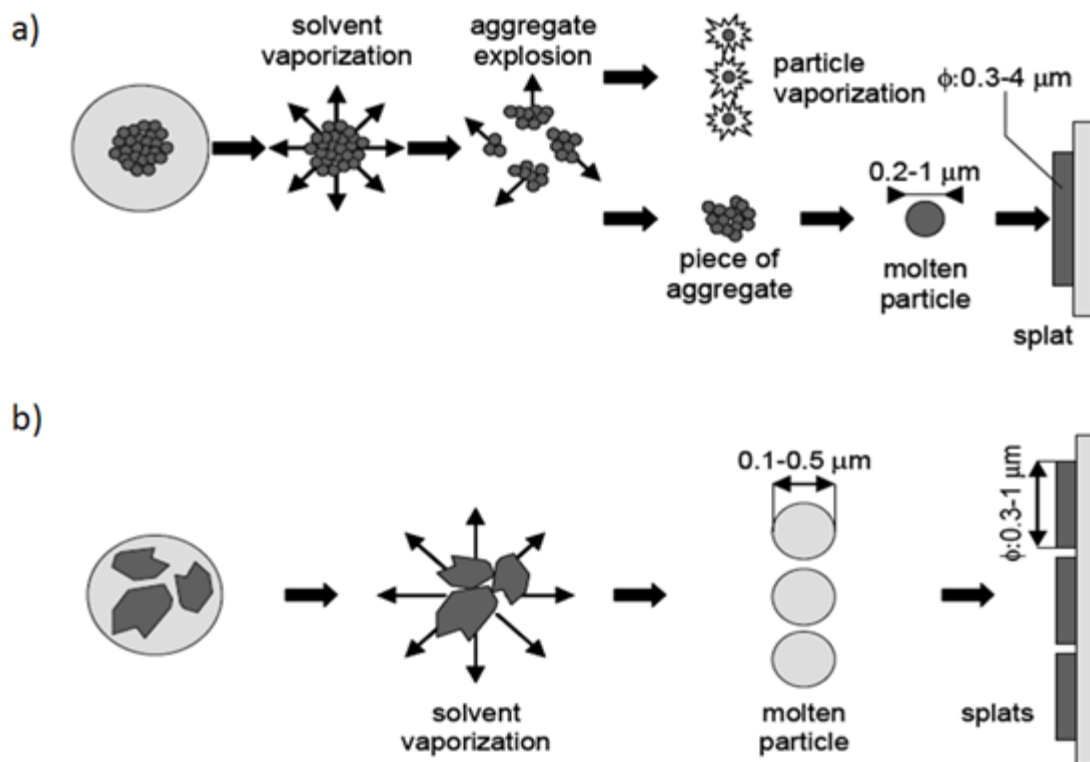 a)
solvent
vaporization
aggregate
explosion
particle
vaporization
ϕ:0.3-4 μm
0.2-1 μm
piece of
aggregate
molten
particle
splat
b)
0.1-0.5 μm
ϕ:0.3-1 μm
solvent
vaporization
molten
particle
splats